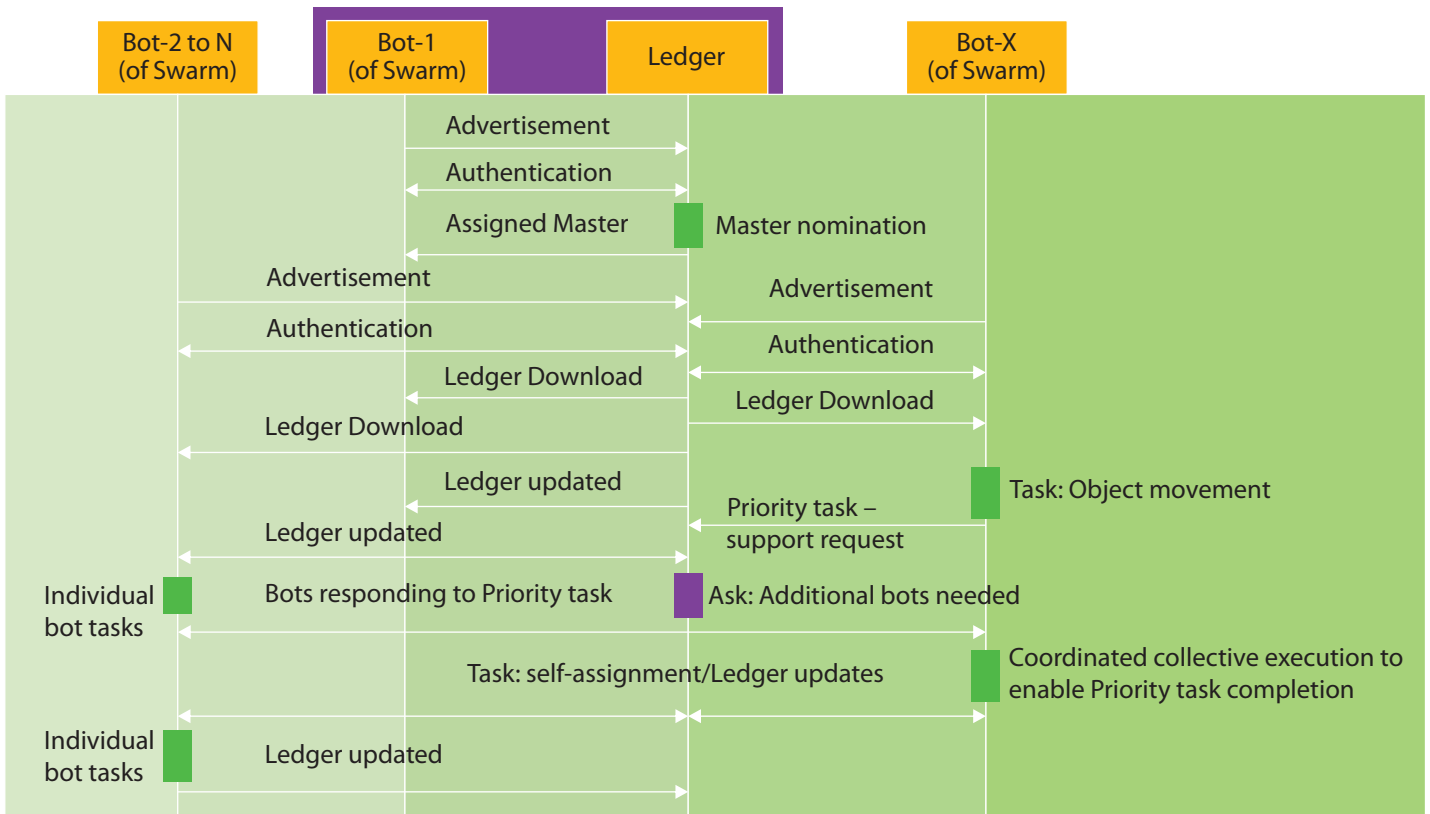 Bot-2 to N
(of Swarm)
Bot-1
(of Swarm)
Ledger
Bot-X
(of Swarm)
Advertisement
Authentication
Assigned Master
Master nomination
Advertisement
Advertisement
Authentication
Authentication
Ledger Download
Ledger Download
Ledger Download
Ledger updated
Task: Object movement
Priority task –
support request
Ledger updated
Individual
bot tasks
Bots responding to Priority task
Ask: Additional bots needed
Task: self-assignment/Ledger updates
Coordinated collective execution to
enable Priority task completion
Individual
bot tasks
Ledger updated